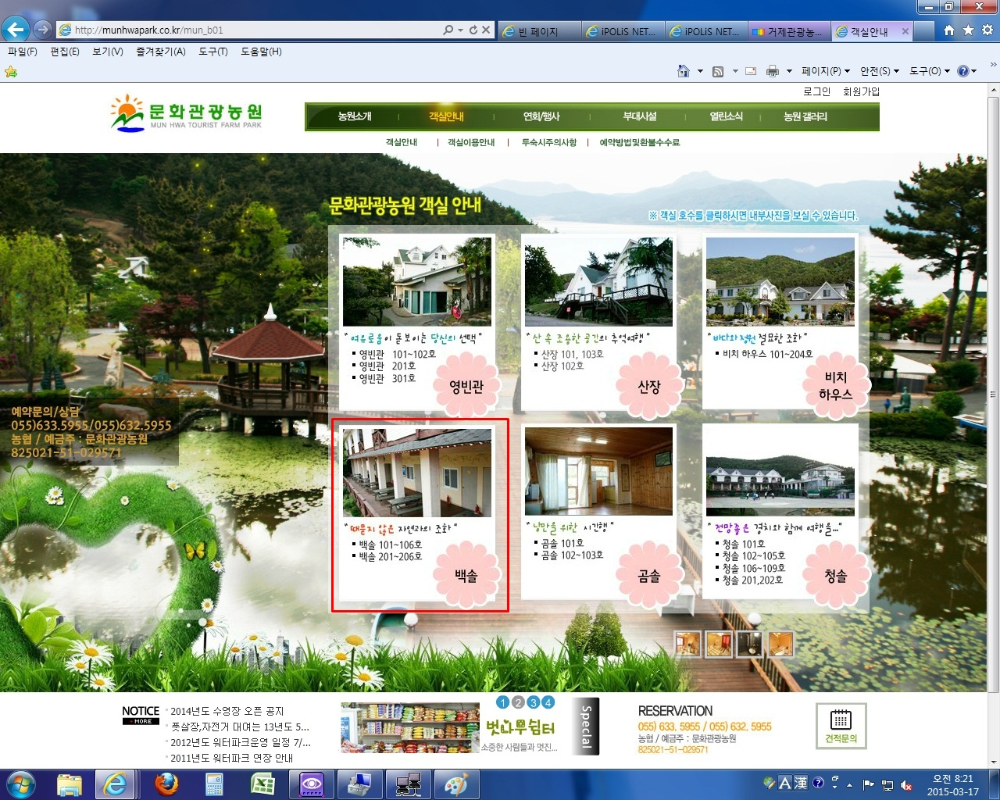 http://munhwapark.co.kr/mun_b01
빈 페이지
iPOLiS NET...
iPOLiS NET...
거제관광농...
객실안내
파일(F) 편집(E) 보기(V) 즐겨찾기(A) 도구(T) 도움말(H)
페이지(P) 안전(S) 도구(O)
로그인 회원가입
문화관광농원
MUN HWA TOURIST FARM PARK
농원소개 객실안내 연회/행사 부대시설 열린소식 농원 갤러리
객실안내 객실이용안내 투숙시주의사항 예약방법및환불수수료
문화관광농원 객실 안내
※ 객실 호수를 클릭하시면 내부사진을 보실 수 있습니다.
" 여유로움이 돋보이는 당신의 선택 "
영빈관 101~102호
영빈관 201호
영빈관 301호
영빈관
" 산 속 조용한 공간의 추억여행 "
산장 101, 103호
산장 102호
산장
" 바다와 정원 절묘한 조화 "
비치 하우스 101~204호
비치
하우스
예약문의/상담
055)633.5955/055)632.5955
농협 / 예금주 : 문화관광농원
825021-51-029571
" 때묻지 않은 자연과의 조화 "
백솔 101~106호
백솔 201~206호
백솔
" 낭만을 위한 시간행 "
곰솔 101호
곰솔 102~103호
곰솔
" 전망좋은 경치와 함께 여행을..."
청솔 101호
청솔 102~105호
청솔 106~109호
청솔 201,202호
청솔
NOTICE
MORE
2014년도 수영장 오픈 공지
풋살장,자전거 대여는 13년도 5...
2012년도 워터파크운영 일정 7/...
2011년도 워터파크 연장 안내
1 2 3 4
벗나무쉼터
소중한 사람들과 멋진...
Special
RESERVATION
055) 633. 5955 / 055) 632. 5955
농협 / 예금주 : 문화관광농원
825021-51-029571
견적문의
A 漢
오전 8:21
2015-03-17